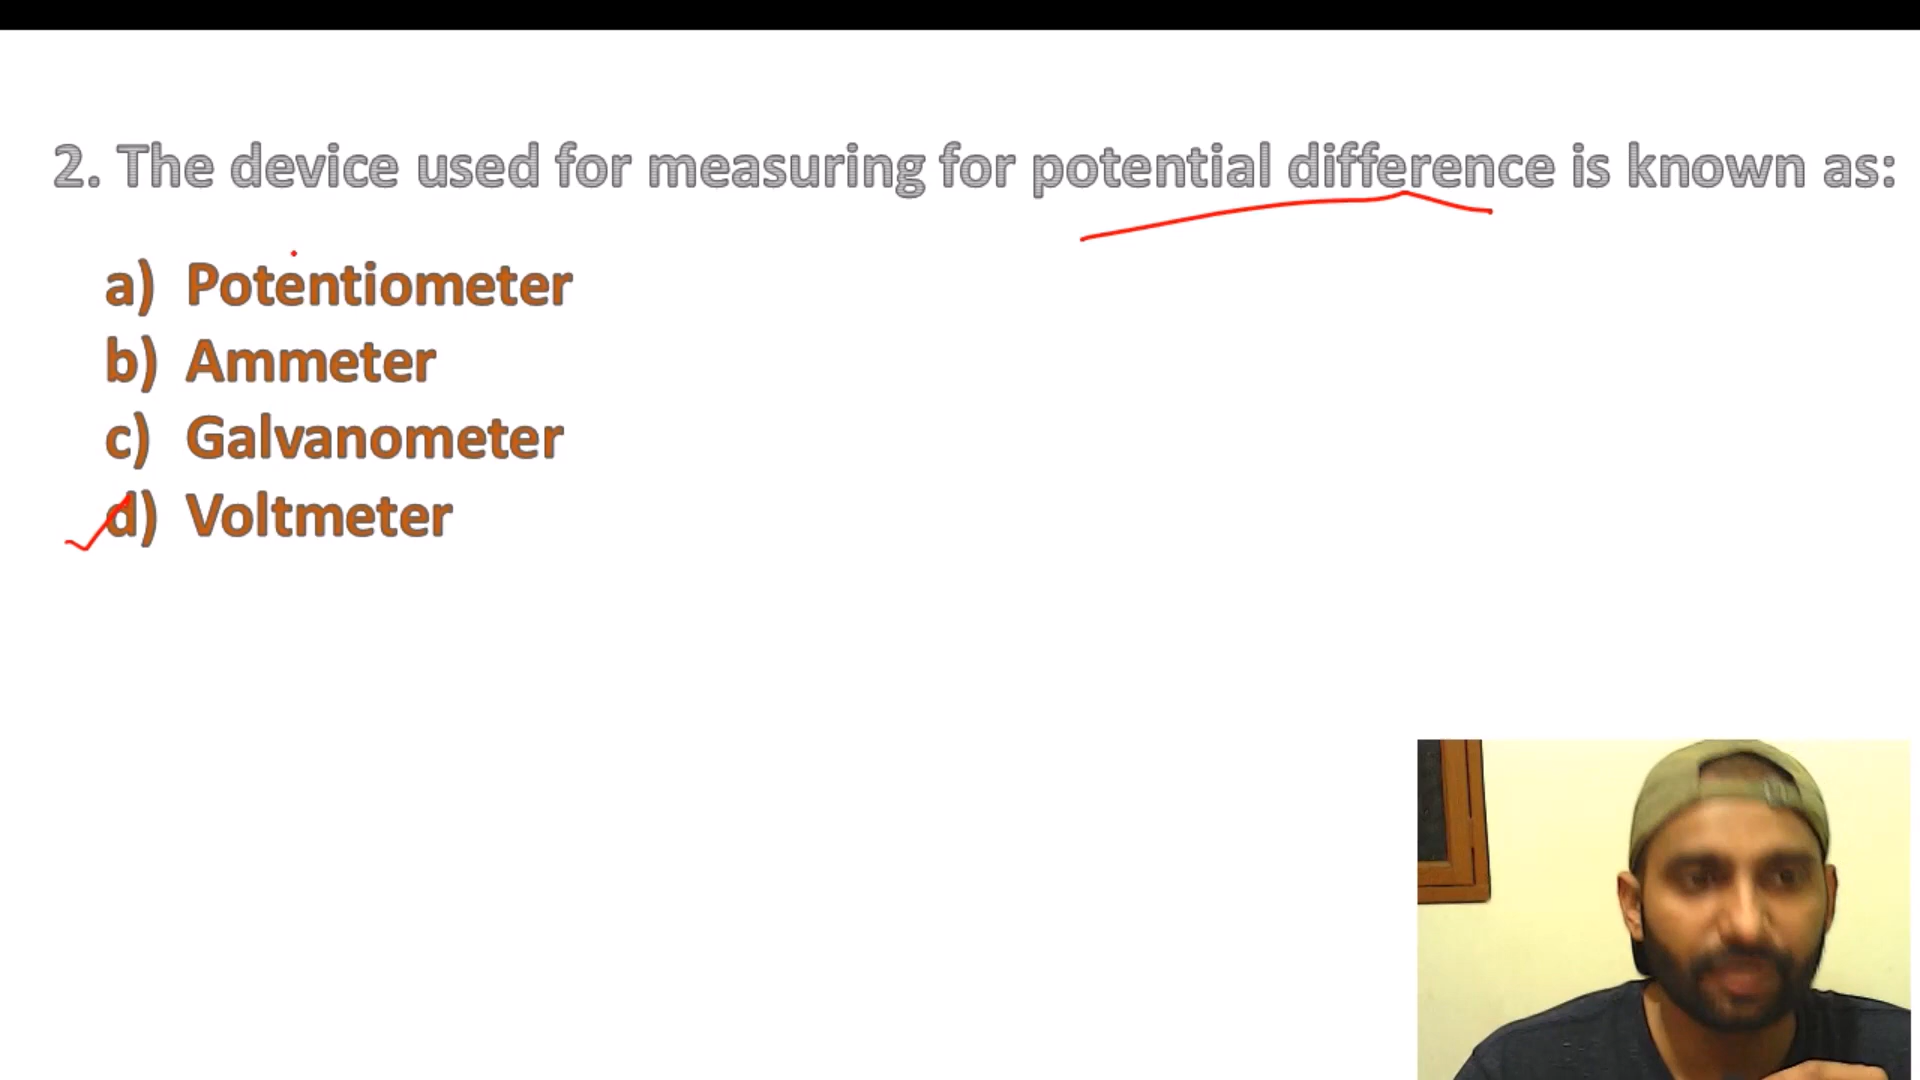 2. The device used for measuring for potential difference is known as:
a) Potentiometer
b) Ammeter
c) Galvanometer
d) Voltmeter